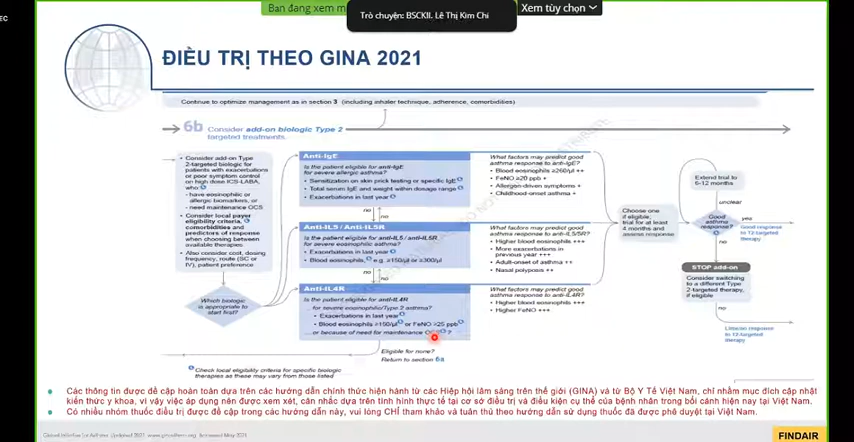 EC
Bạn đang xem m
Trò chuyện: BSCKII. Lê Thị Kim Chi
Xem tùy chọn
ĐIỀU TRỊ THEO GINA 2021
Continue to optimize management as in section 3 (including inhaler technique, adherence, comorbidities)
6b Consider add-on biologic Type 2
targeted treatments
• Consider add-on Type
2-targeted biologic for
patients with exacerbations
or poor symptom control
on high dose ICS-LABA,
who
- have eosinophilic or
allergic biomarkers, or
- need maintenance OCS
• Consider local payer
eligibility criteria,
comorbidities and
predictors of response
when choosing between
available therapies
• Also consider cost, dosing
frequency, route (SC or
IV), patient preference
Which biologic
is appropriate to
start first?
Anti-IgE
Is the patient eligible for anti-IgE
for severe allergic asthma?
• Sensitization on skin prick testing or specific IgE
• Total serum IgE and weight within dosage range
• Exacerbations in last year
no
no
Anti-IL5 / Anti-IL5R
Is the patient eligible for anti-IL5 / anti-IL5R
for severe eosinophilic asthma?
• Exacerbations in last year
• Blood eosinophils, e.g. ≥150/µl or ≥300/µl
no
no
Anti-IL4R
Is the patient eligible for anti-IL4R
... for severe eosinophilic/Type 2 asthma?
• Exacerbations in last year
• Blood eosinophils ≥150/µl or FeNO ≥25 ppb
... or because of need for maintenance OCS ?
Eligible for none?
Return to section 6a
What factors may predict good
asthma response to anti-IgE?
• Blood eosinophils ≥260/µl ++
• FeNO ≥20 ppb +
• Allergen-driven symptoms +
• Childhood-onset asthma +
What factors may predict good
asthma response to anti-IL5/5R?
• Higher blood eosinophils +++
• More exacerbations in
previous year +++
• Adult-onset of asthma ++
• Nasal polyposis ++
What factors may predict good
asthma response to anti-IL4R?
• Higher blood eosinophils +++
• Higher FeNO +++
Choose one
if eligible;
trial for at least
4 months and
assess response
Extend trial to
6-12 months
unclear
Good
asthma
response?
yes
Good response
to T2-targeted
therapy
no
STOP add-on
Consider switching
to a different Type
2-targeted therapy,
if eligible
no
Little/no response
to T2-targeted
therapy
Check local eligibility criteria for specific biologic
therapies as these may vary from those listed
● Các thông tin được đề cập hoàn toàn dựa trên các hướng dẫn chính thức hiện hành từ các Hiệp hội lâm sàng trên thế giới (GINA) và từ Bộ Y Tế Việt Nam, chỉ nhằm mục đích cập nhật
kiến thức y khoa, vì vậy việc áp dụng nên được xem xét, cân nhắc dựa trên tình hình thực tế tại cơ sở điều trị và điều kiện cụ thể của bệnh nhân trong bối cảnh hiện nay tại Việt Nam.
● Có nhiều nhóm thuốc điều trị được đề cập trong các hướng dẫn này, vui lòng CHỈ tham khảo và tuân thủ theo hướng dẫn sử dụng thuốc đã được phê duyệt tại Việt Nam.
FINDAIR